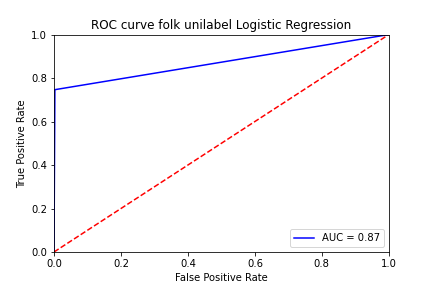 ROC curve folk unilabel Logistic Regression
1.0
0.8
0.6
0.4
0.2
0.0
True Positive Rate
AUC = 0.87
0.0 0.2 0.4 0.6 0.8 1.0
False Positive Rate